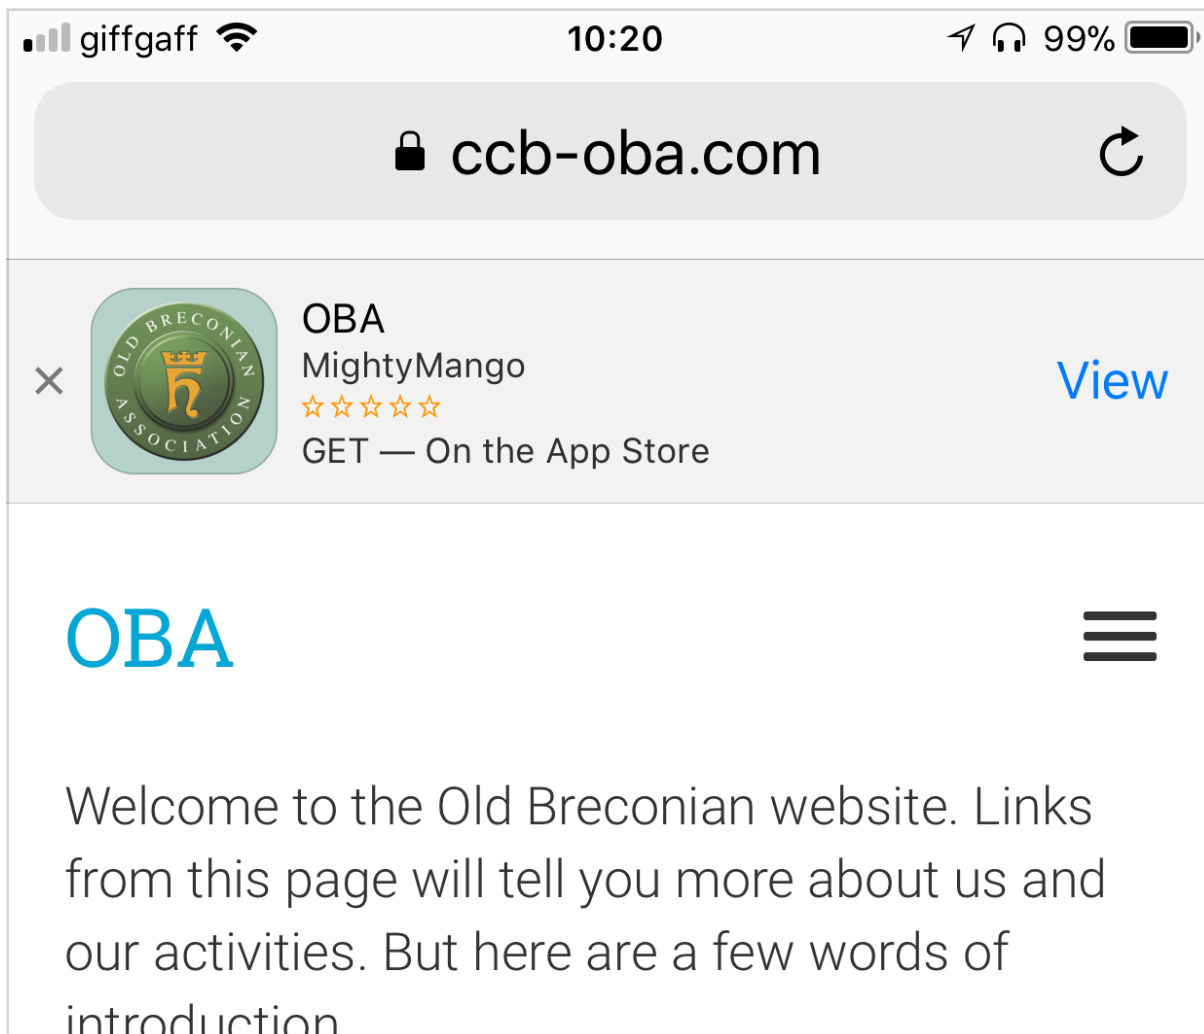 giffgaff 10:20 99%
ccb-oba.com
OLD BRECONIAN ASSOCIATION
OBA
MightyMango
GET — On the App Store
View
OBA
Welcome to the Old Breconian website. Links
from this page will tell you more about us and
our activities. But here are a few words of
introduction